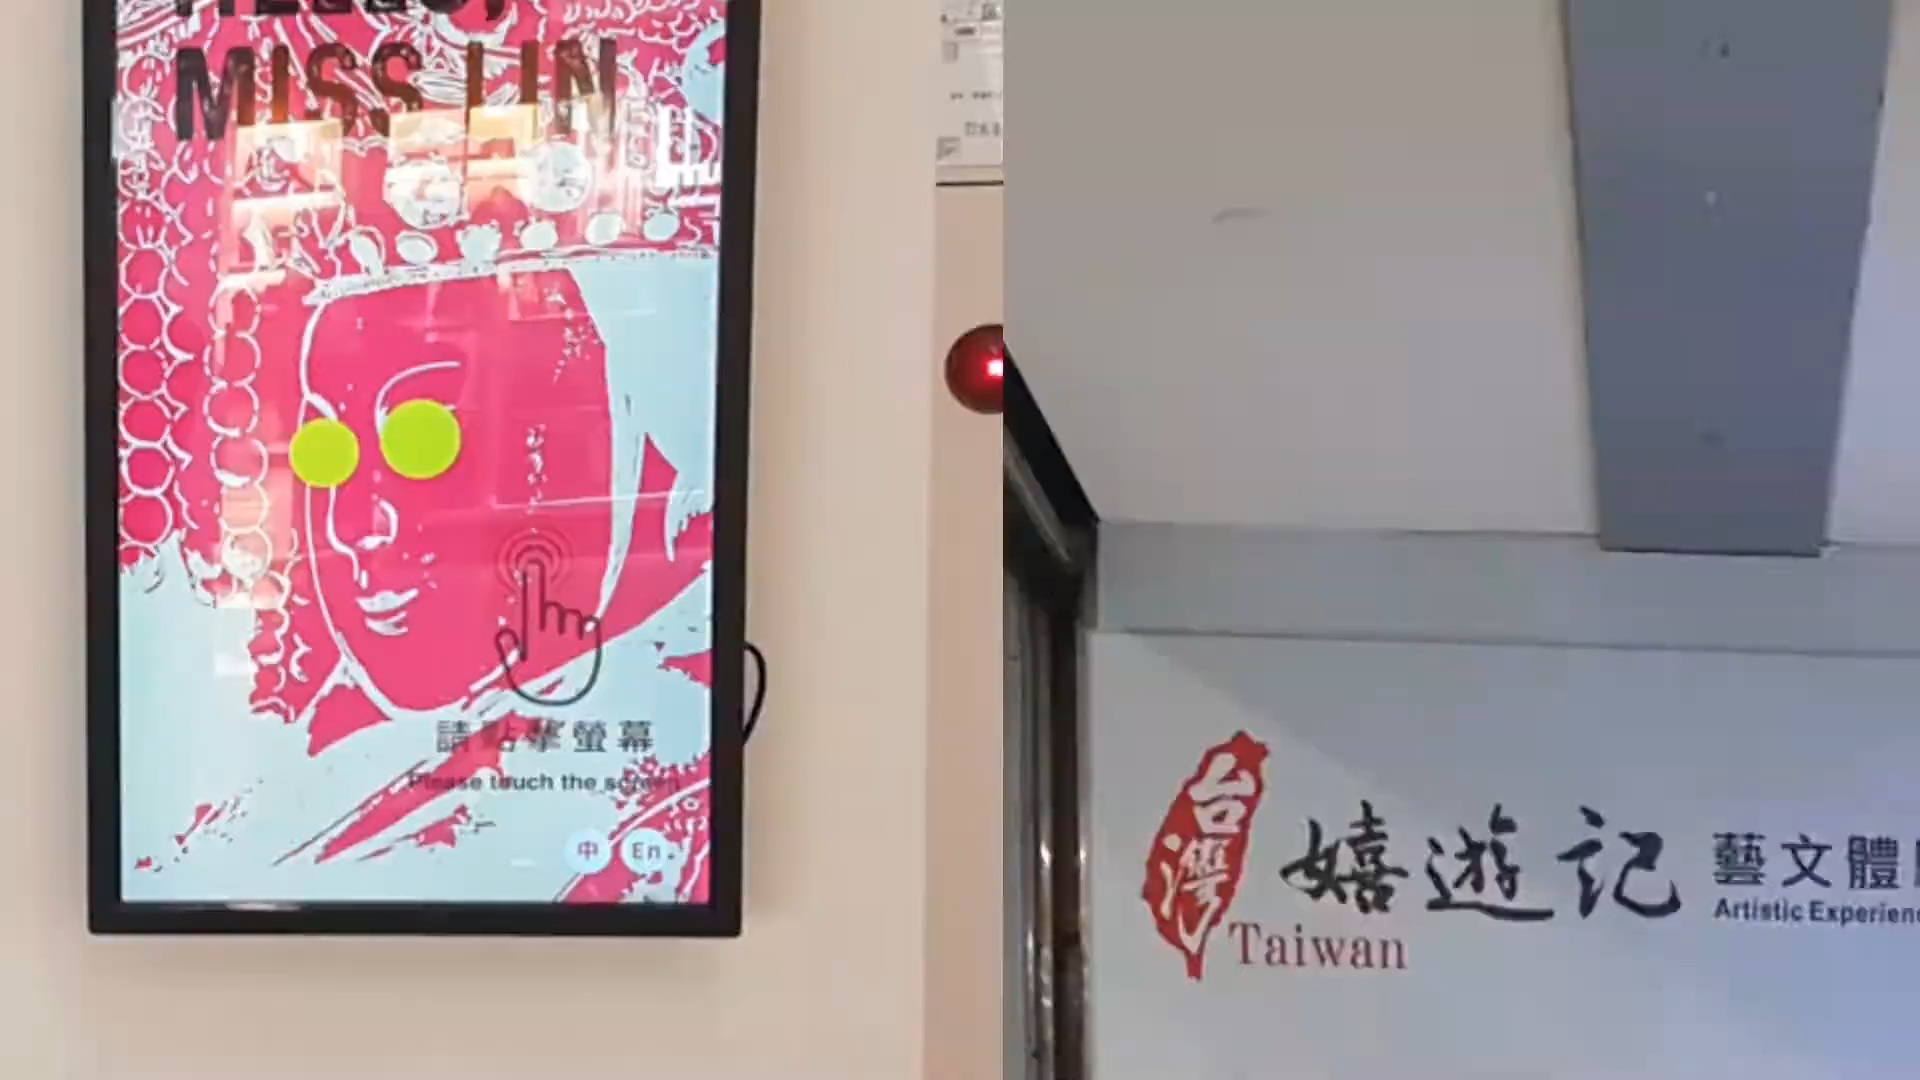 HELLO,
MISS LIN
請點擊螢幕
Please touch the screen
中 En
台灣
嬉遊記
Taiwan
藝文體
Artistic Experien